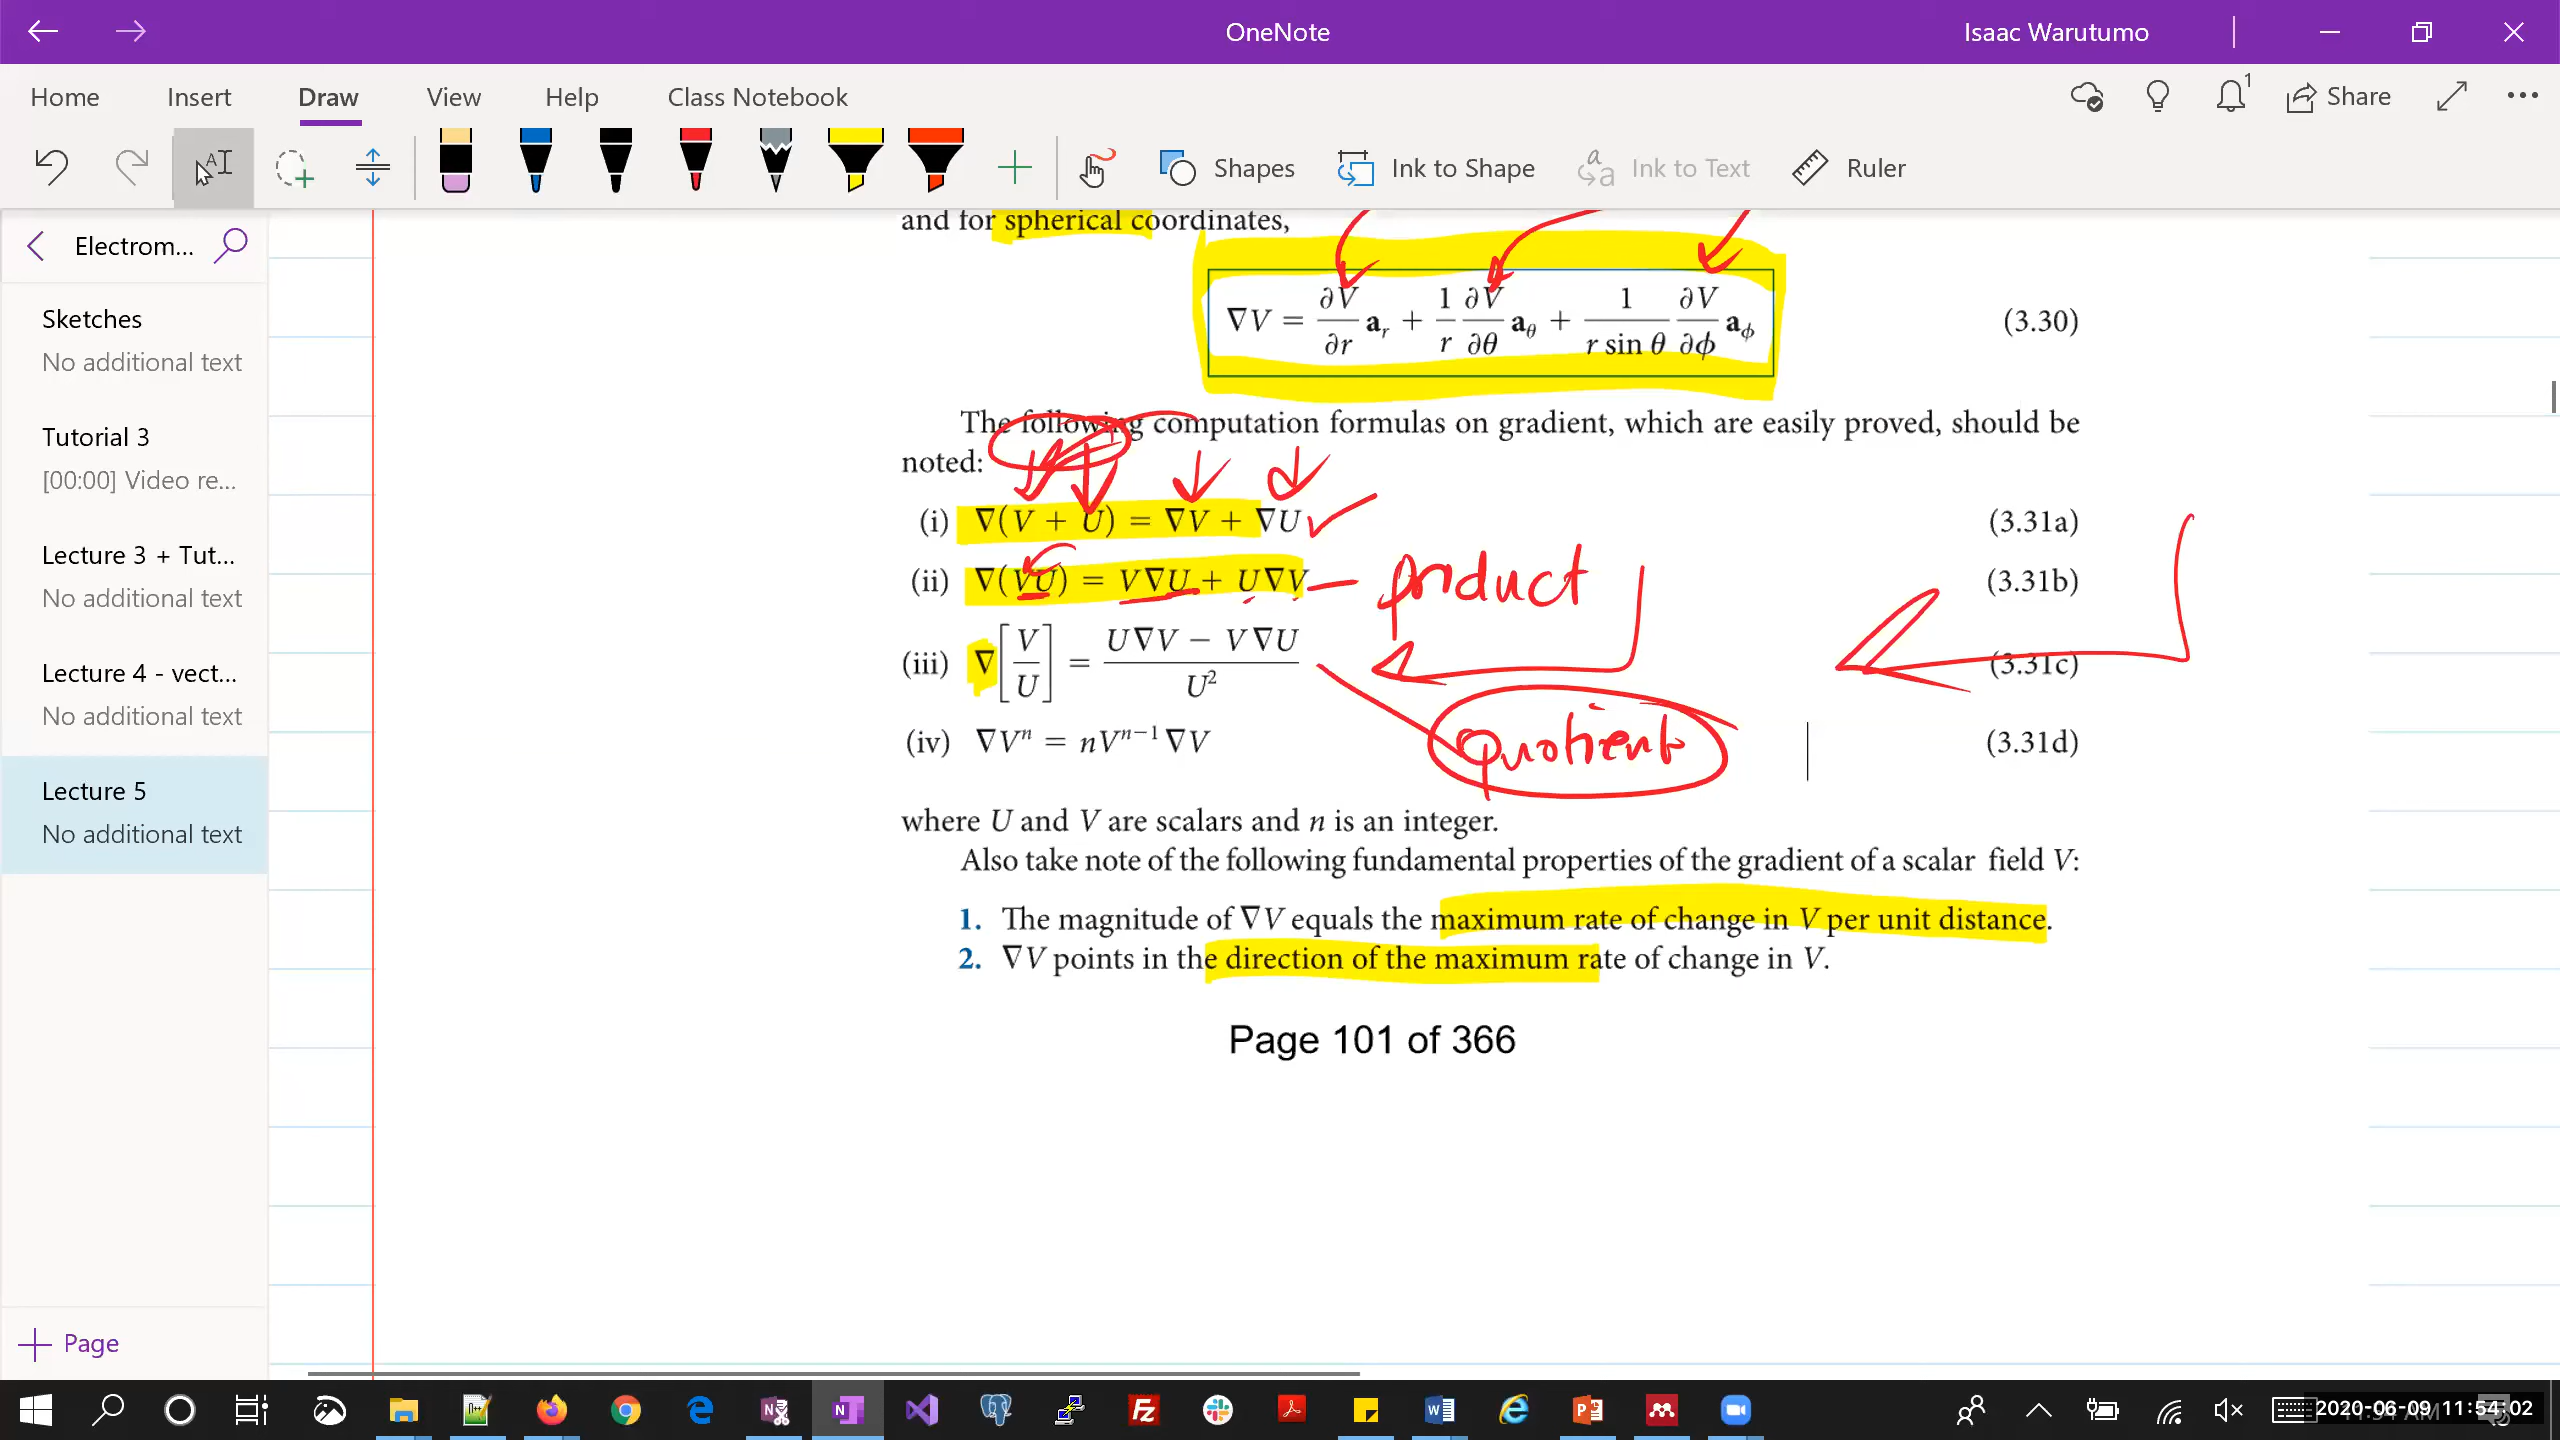 OneNote
Isaac Warutumo
Home Insert Draw View Help Class Notebook
Share
Shapes Ink to Shape Ink to Text Ruler
Electrom...
Sketches
No additional text
Tutorial 3
[00:00] Video re...
Lecture 3 + Tut...
No additional text
Lecture 4 - vect...
No additional text
Lecture 5
No additional text
Page
and for spherical coordinates,
∇V = ∂V/∂r a_r + 1/r ∂V/∂θ a_θ + 1/(r sin θ) ∂V/∂ϕ a_ϕ (3.30)
The following computation formulas on gradient, which are easily proved, should be
noted:
(i) ∇(V + U) = ∇V + ∇U (3.31a)
(ii) ∇(VU) = V∇U + U∇V (3.31b)
product
(iii) ∇[V/U] = (U∇V − V∇U)/U² (3.31c)
quotient
(iv) ∇Vⁿ = nVⁿ⁻¹∇V (3.31d)
where U and V are scalars and n is an integer.
Also take note of the following fundamental properties of the gradient of a scalar field V:
1. The magnitude of ∇V equals the maximum rate of change in V per unit distance.
2. ∇V points in the direction of the maximum rate of change in V.
Page 101 of 366
2020-06-09 11:54:02